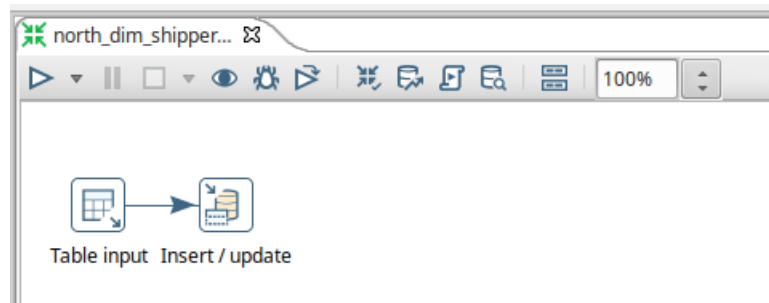 north_dim_shipper...
100%
Table input Insert / update